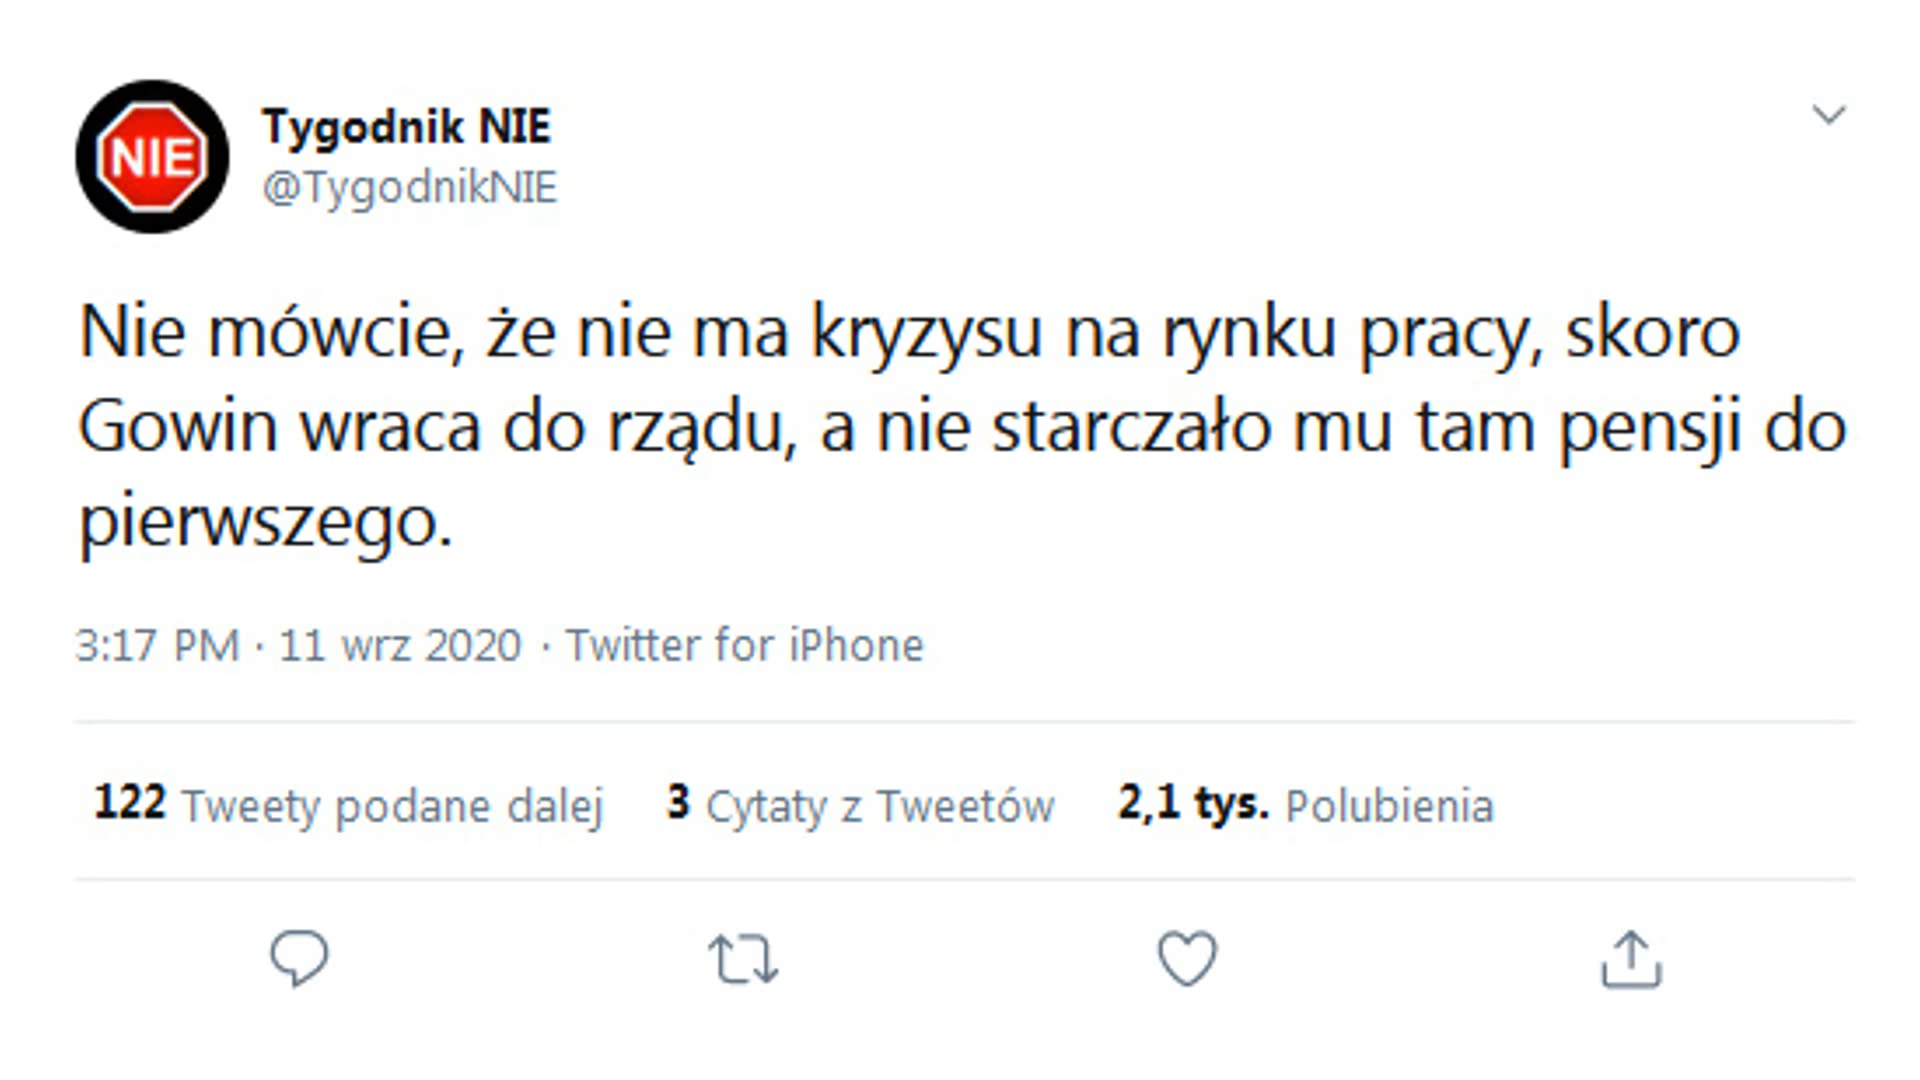 NIE
Tygodnik NIE
@TygodnikNIE
Nie mówcie, że nie ma kryzysu na rynku pracy, skoro
Gowin wraca do rządu, a nie starczało mu tam pensji do
pierwszego.
3:17 PM · 11 wrz 2020 · Twitter for iPhone
122 Tweety podane dalej 3 Cytaty z Tweetów 2,1 tys. Polubienia